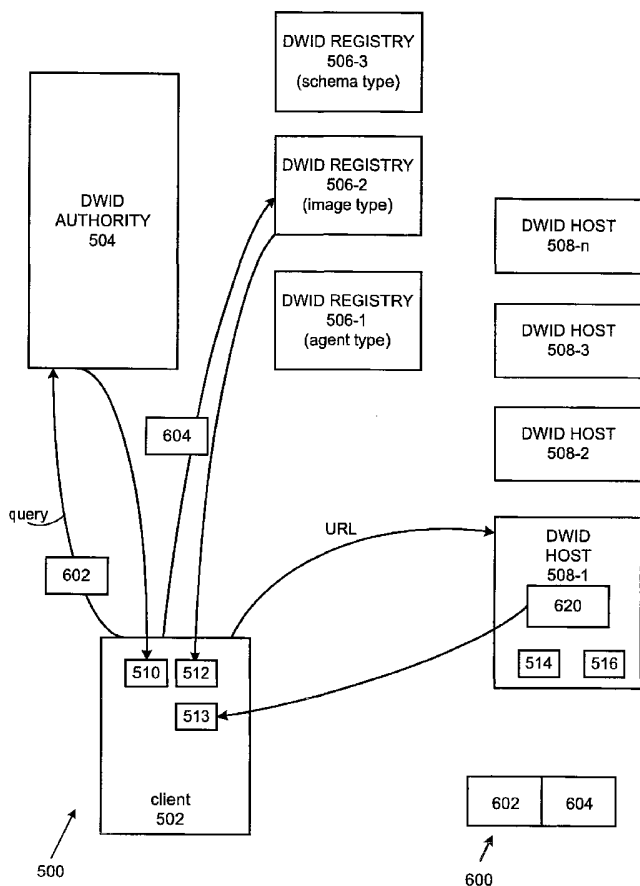 DWID REGISTRY
506-3
(schema type)
DWID
AUTHORITY
504
DWID REGISTRY
506-2
(image type)
DWID HOST
508-n
DWID REGISTRY
506-1
(agent type)
DWID HOST
508-3
604
DWID HOST
508-2
query
URL
602
DWID
HOST
508-1
620
510
512
514
516
513
client
502
602
604
500
600